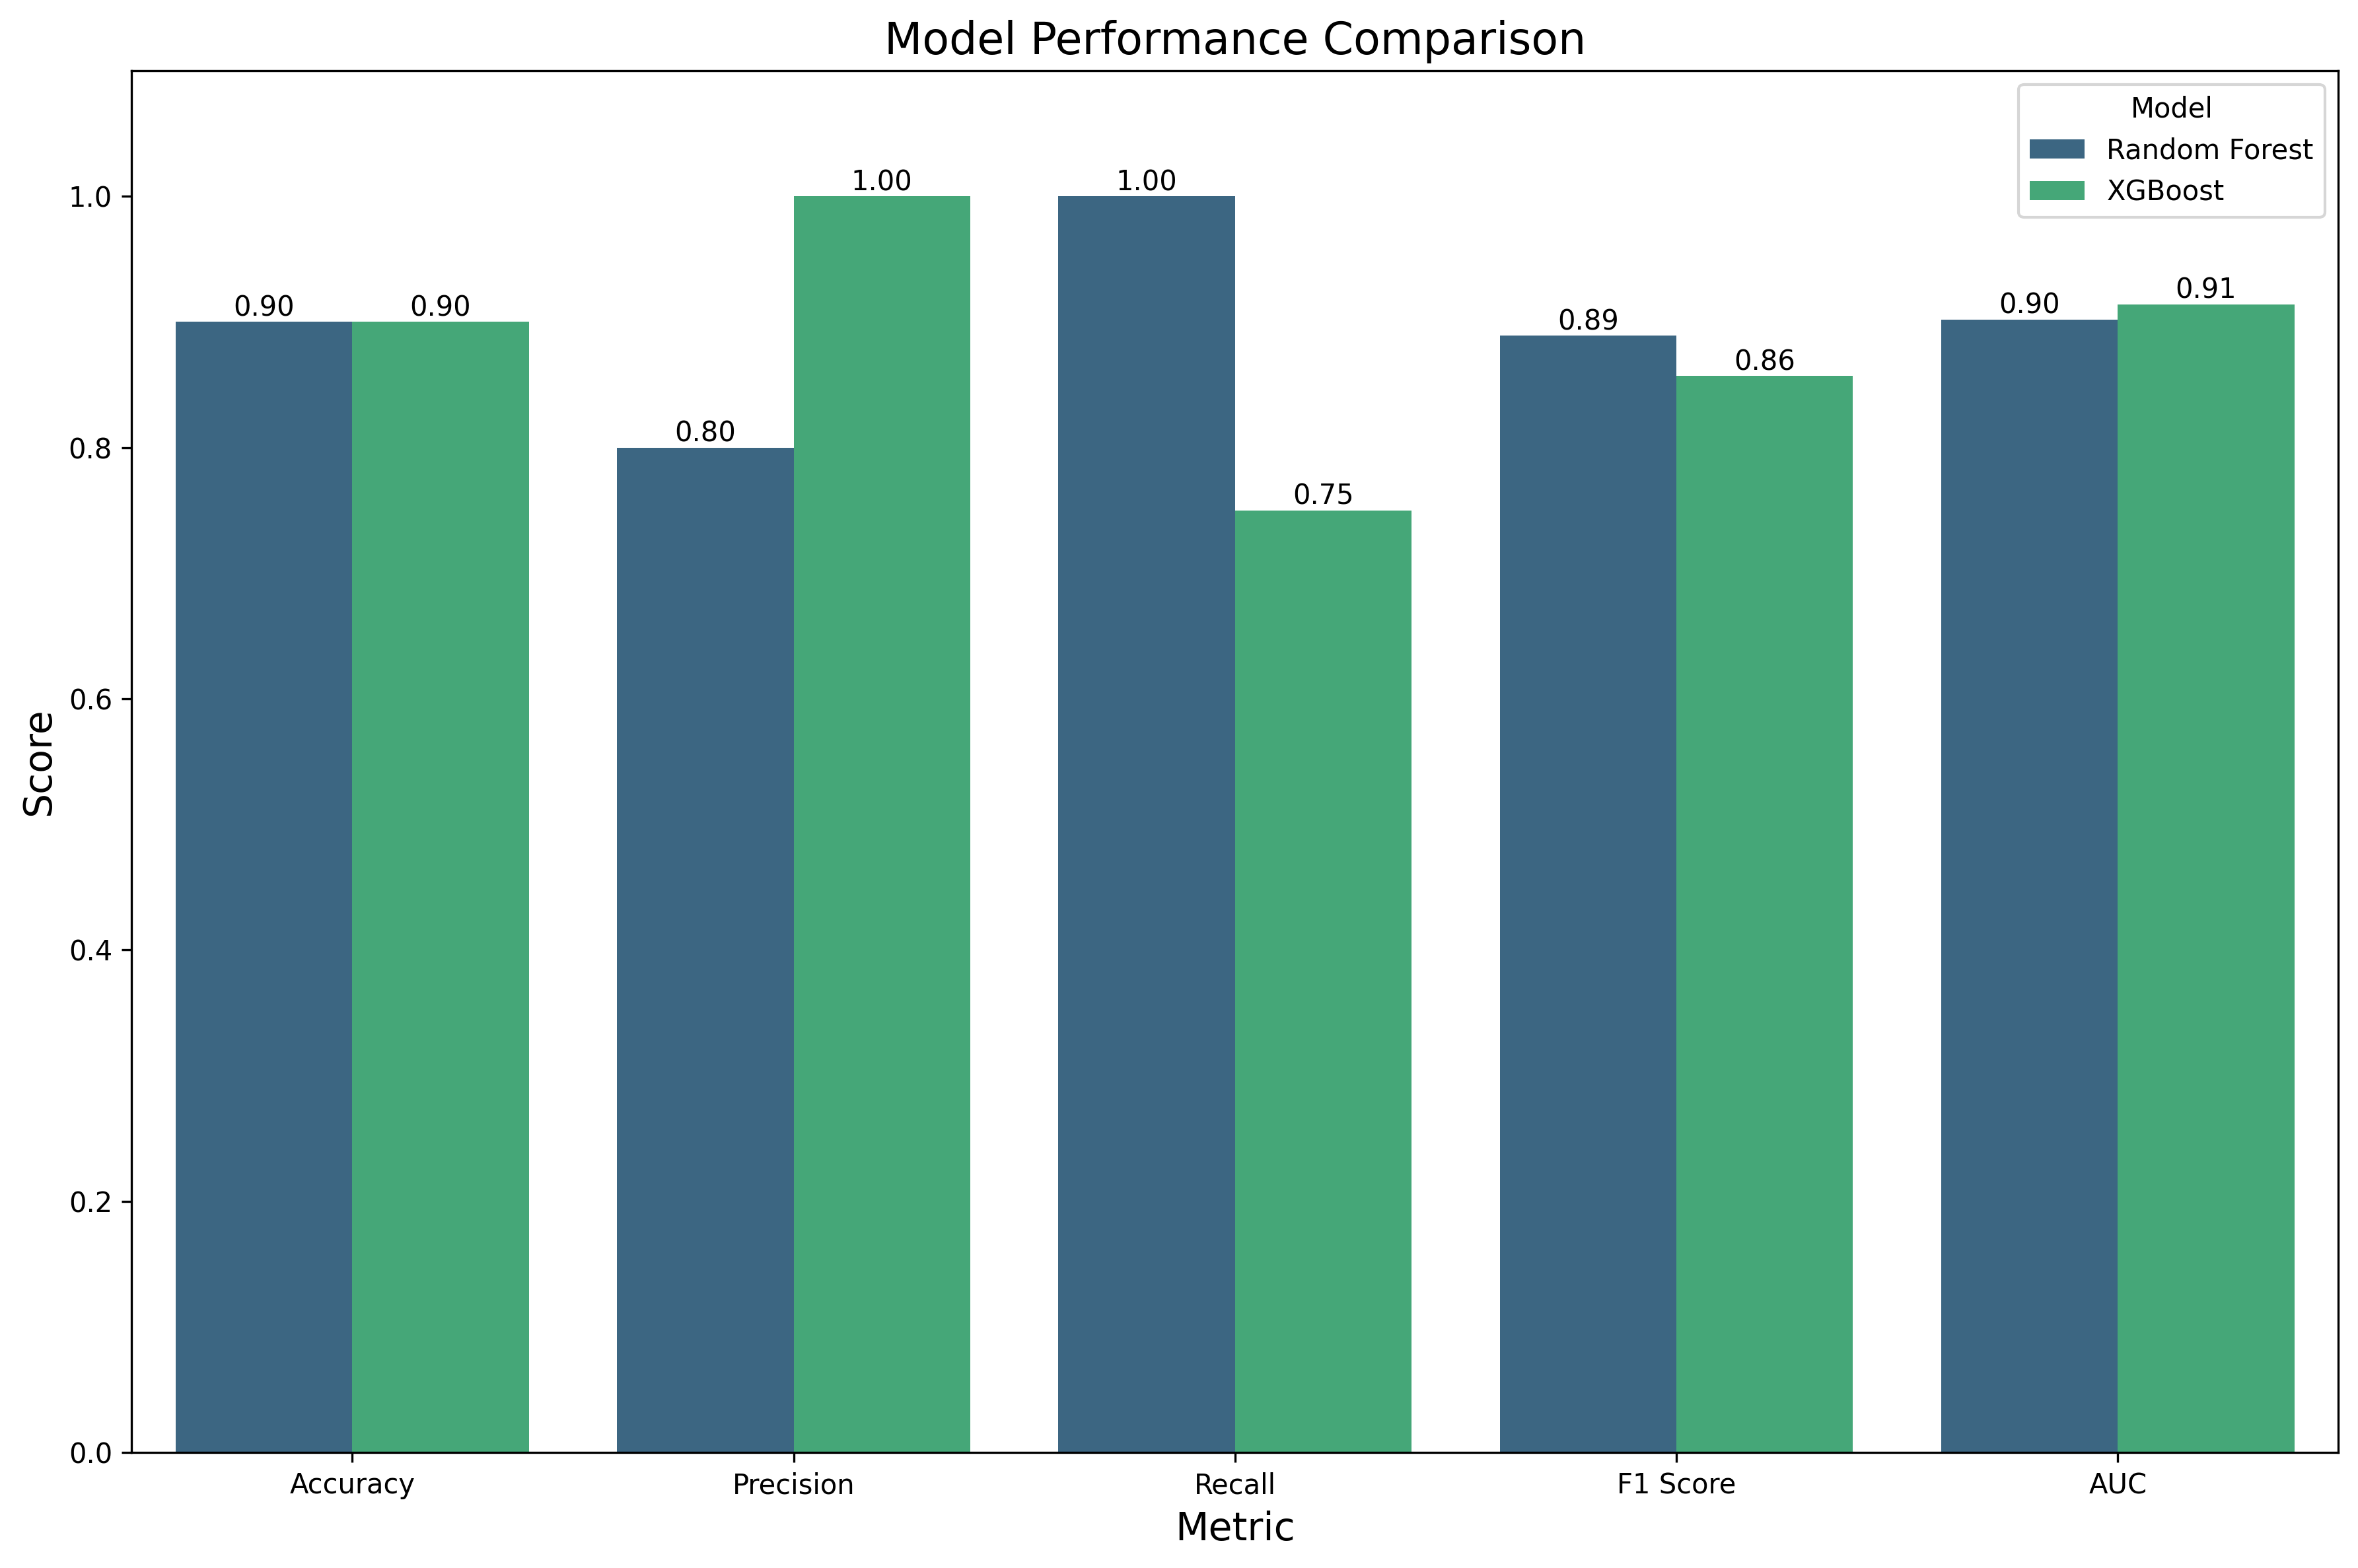 Model Performance Comparison
Model
Random Forest
XGBoost
Score
1.0
0.8
0.6
0.4
0.2
0.0
0.90
0.90
0.80
1.00
1.00
0.75
0.89
0.86
0.90
0.91
Accuracy
Precision
Recall
F1 Score
AUC
Metric